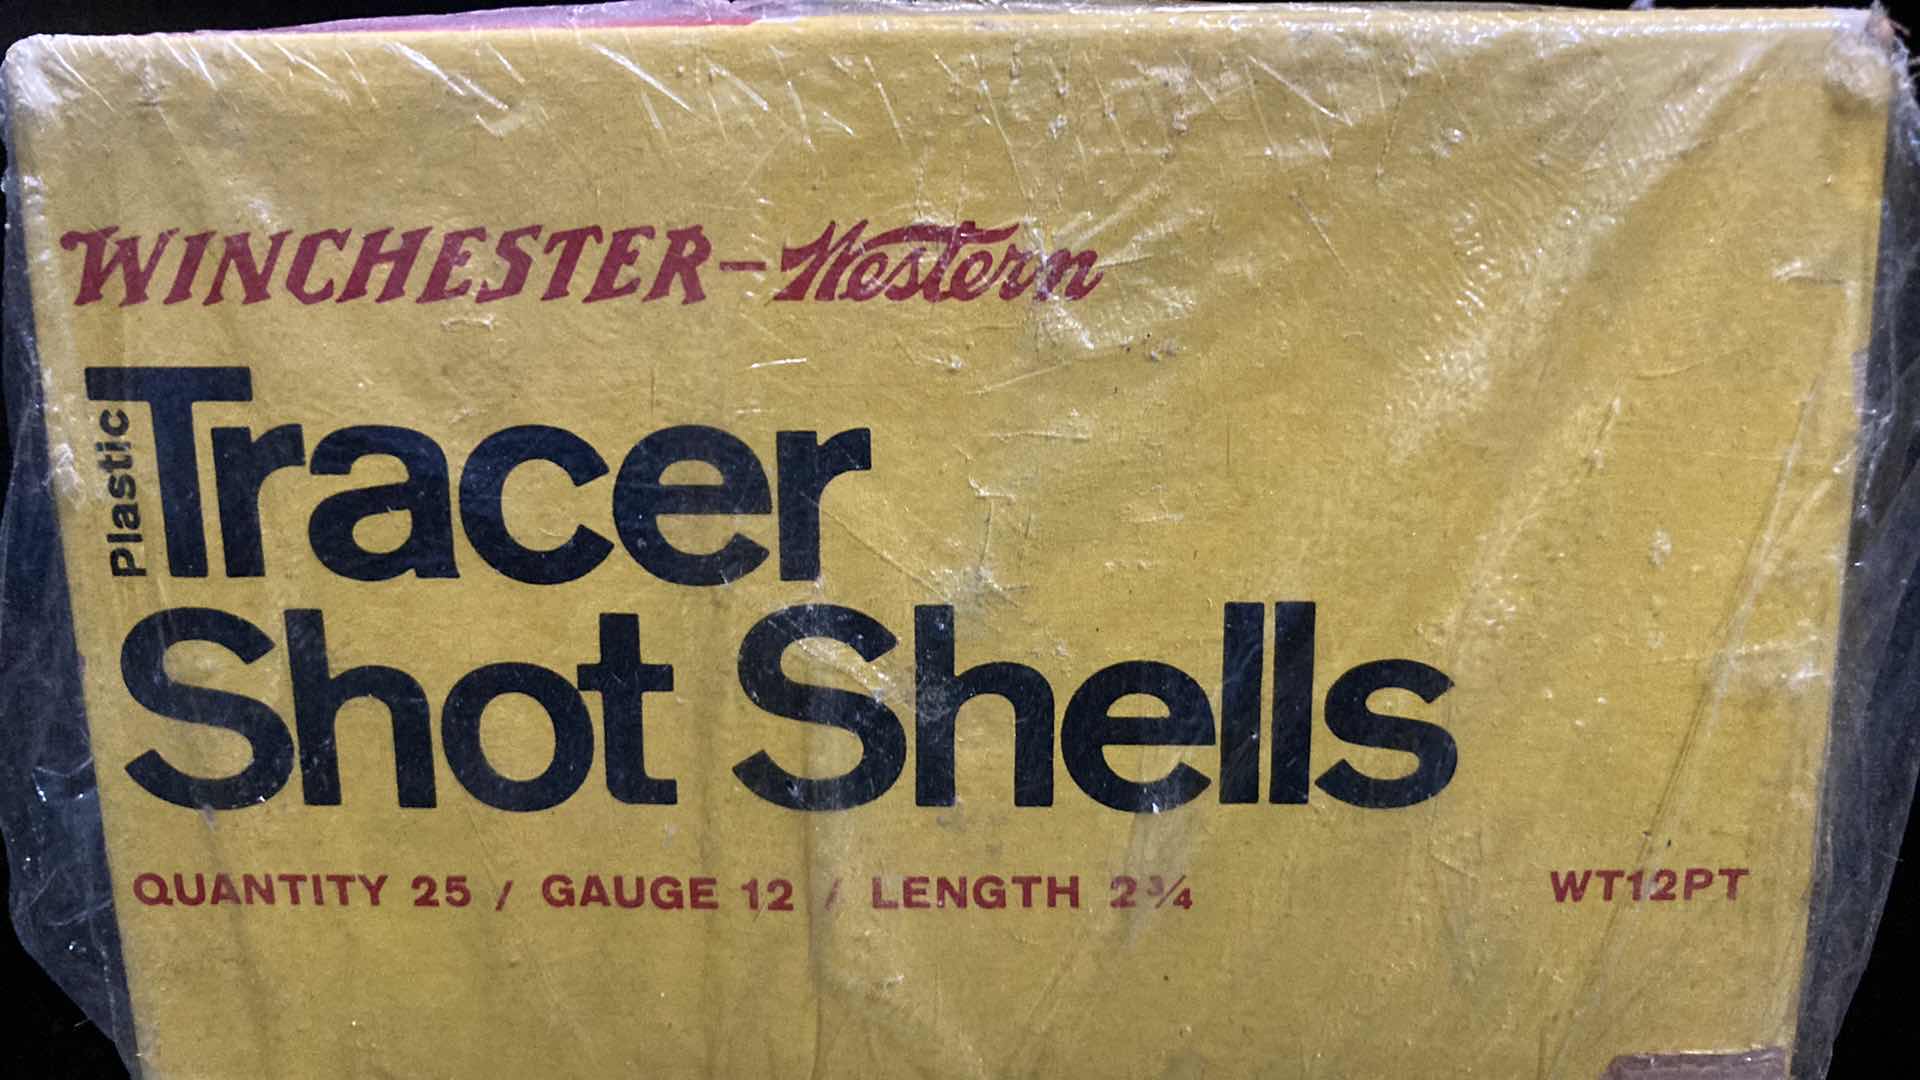 WINCHESTER-Western
Plastic
Tracer
Shot Shells
QUANTITY 25 / GAUGE 12 / LENGTH 2¾
WT12PT